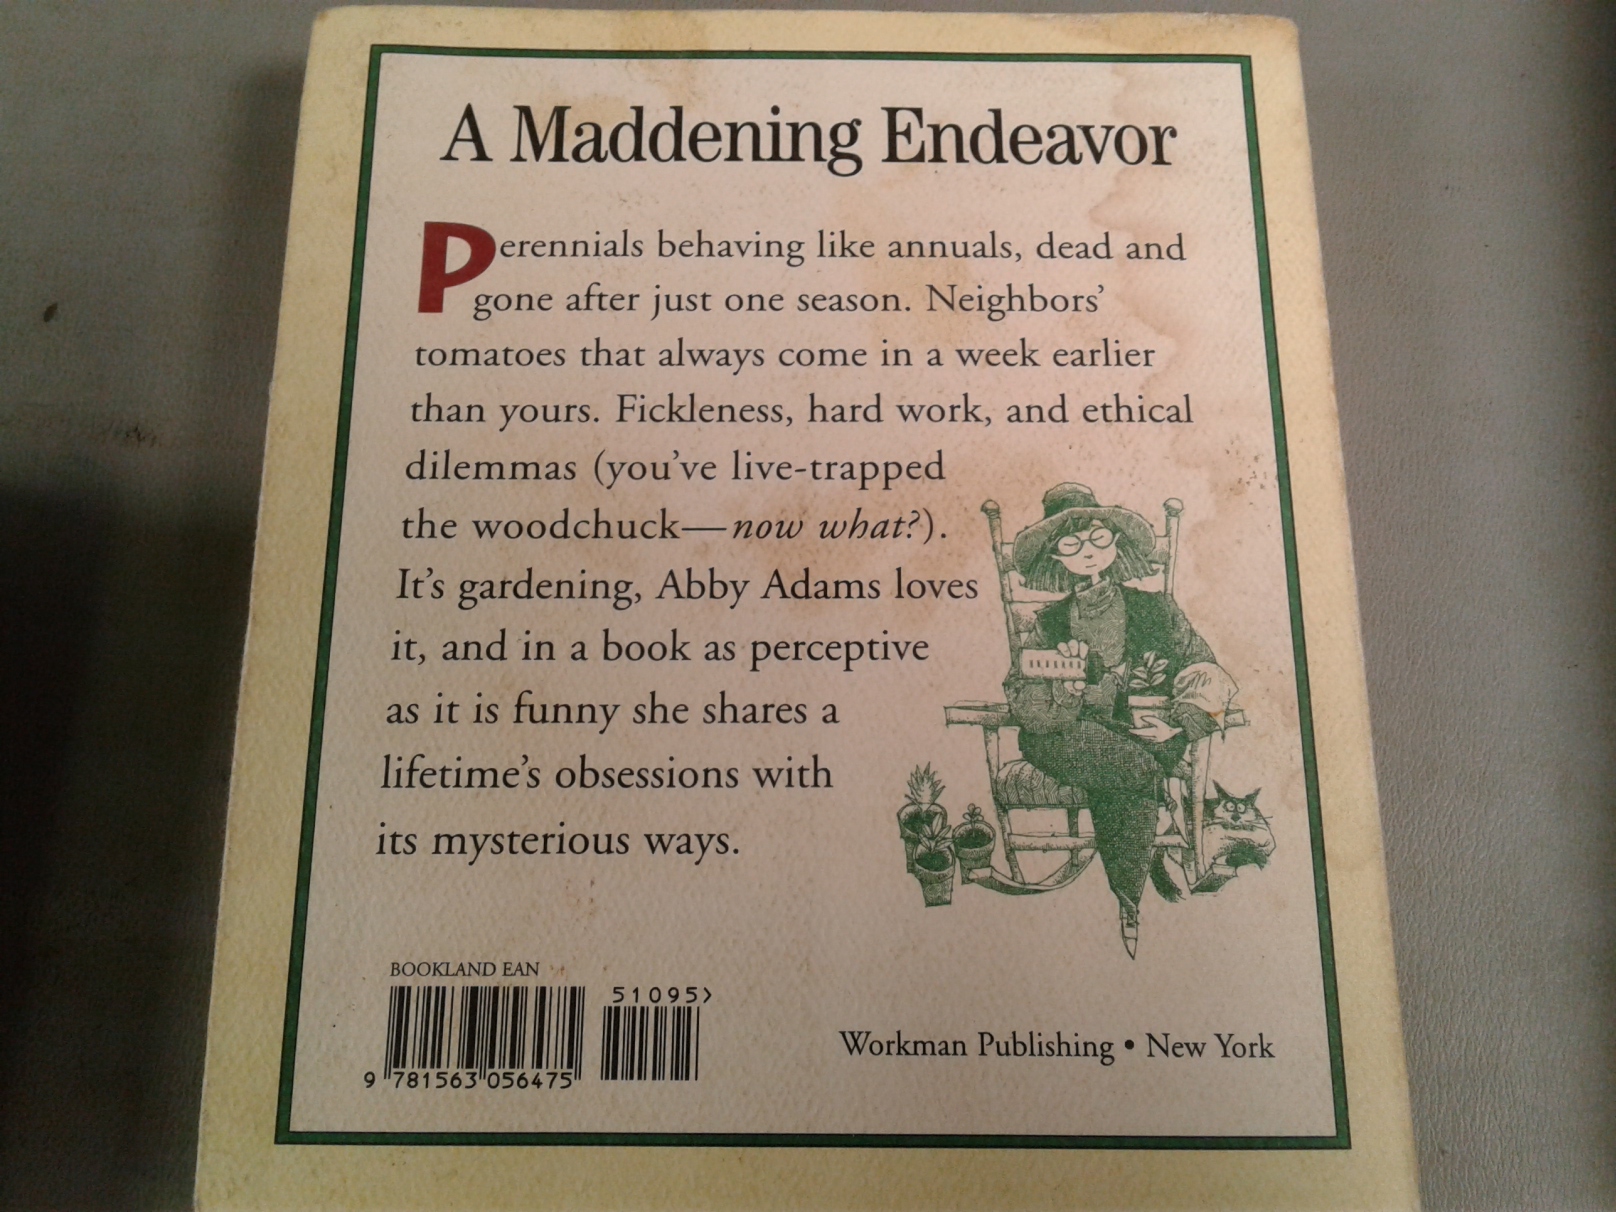 A Maddening Endeavor
Perennials behaving like annuals, dead and
gone after just one season. Neighbors’
tomatoes that always come in a week earlier
than yours. Fickleness, hard work, and ethical
dilemmas (you’ve live-trapped
the woodchuck—now what?).
It’s gardening, Abby Adams loves
it, and in a book as perceptive
as it is funny she shares a
lifetime’s obsessions with
its mysterious ways.
BOOKLAND EAN
51095>
9 781563 056475
Workman Publishing • New York